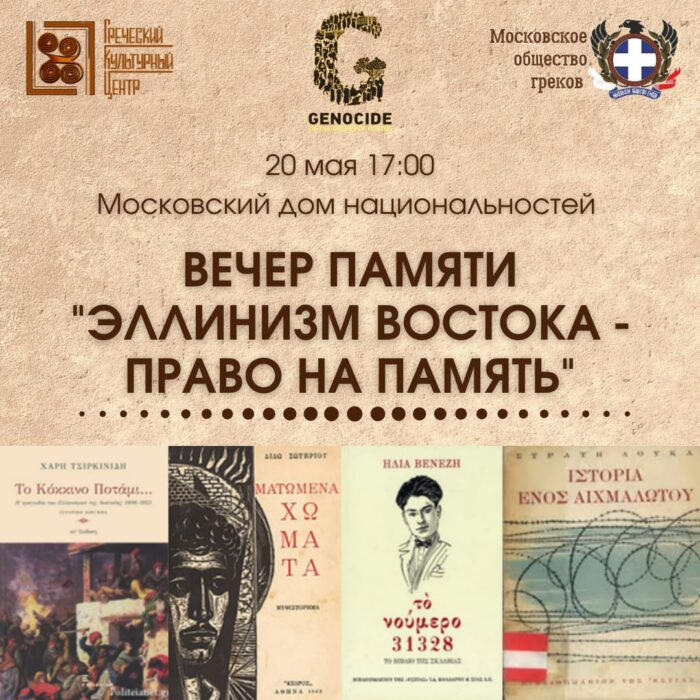 Греческий
Культурный
Центр
GENOCIDE
Московское
общество
греков
20 мая 17:00
Московский дом национальностей
ВЕЧЕР ПАМЯТИ
"ЭЛЛИНИЗМ ВОСТОКА -
ПРАВО НА ПАМЯТЬ"
ΧΑΡΗ ΤΣΙΡΚΙΝΙΔΗ
Το Κόκκινο Ποτάμι...
Politeianet.gr
ΔΙΔΩ ΣΩΤΗΡΙΟΥ
ΜΑΤΩΜΕΝΑ
ΧΩ
ΜΑ
ΤΑ
ΜΥΘΙΣΤΟΡΗΜΑ
"ΚΕΔΡΟΣ"
ΑΘΗΝΑ 1962
ΗΛΙΑ ΒΕΝΕΖΗ
τὸ
νούμερο
31328
ΤΟ ΒΙΒΛΙΟ ΤΗΣ ΣΚΛΑΒΙΑΣ
ΣΤΡΑΤΗ ΔΟΥΚΑ
ΙΣΤΟΡΙΑ
ΕΝΟΣ ΑΙΧΜΑΛΩΤΟΥ